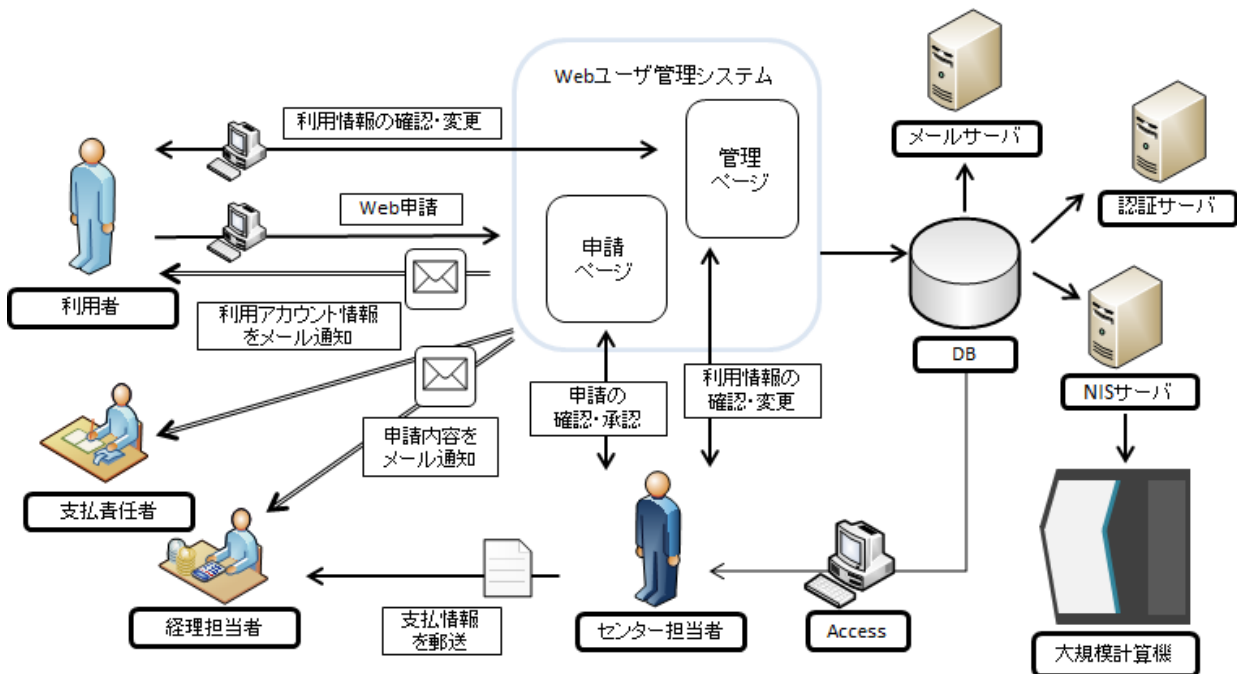 Webユーザ管理システム
メールサーバ
利用情報の確認・変更
管理
ページ
認証サーバ
Web申請
申請
ページ
利用者
利用アカウント情報
をメール通知
DB
NISサーバ
申請の
確認・承認
利用情報の
確認・変更
申請内容を
メール通知
支払責任者
経理担当者
支払情報
を郵送
センター担当者
Access
大規模計算機